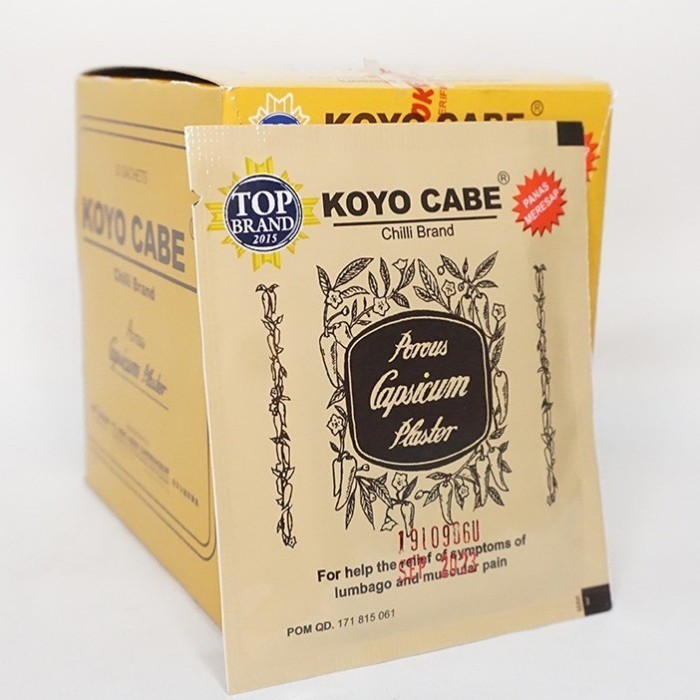 KOYO CABE®
TOP
BRAND
2015
KOYO CABE®
Chilli Brand
PANAS
MERESAP
Porous
Capsicum
Plaster
For help the relief of symptoms of
lumbago and muscular pain
SEP 2022
POM QD. 171 815 061
SACHETS
KOYO CABE
Chilli Brand
Porous
Capsicum Plaster